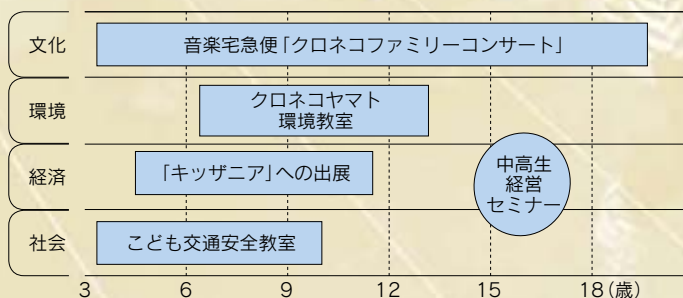 文化
音楽宅急便「クロネコファミリーコンサート」
環境
クロネコヤマト
環境教室
経済
「キッザニア」への出展
中高生
経営
セミナー
社会
こども交通安全教室
3 6 9 12 15 18(歳)